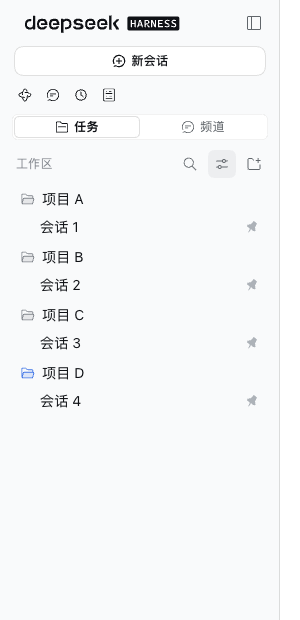 deepseek HARNESS
新会话
任务 频道
工作区
项目 A
会话 1
项目 B
会话 2
项目 C
会话 3
项目 D
会话 4